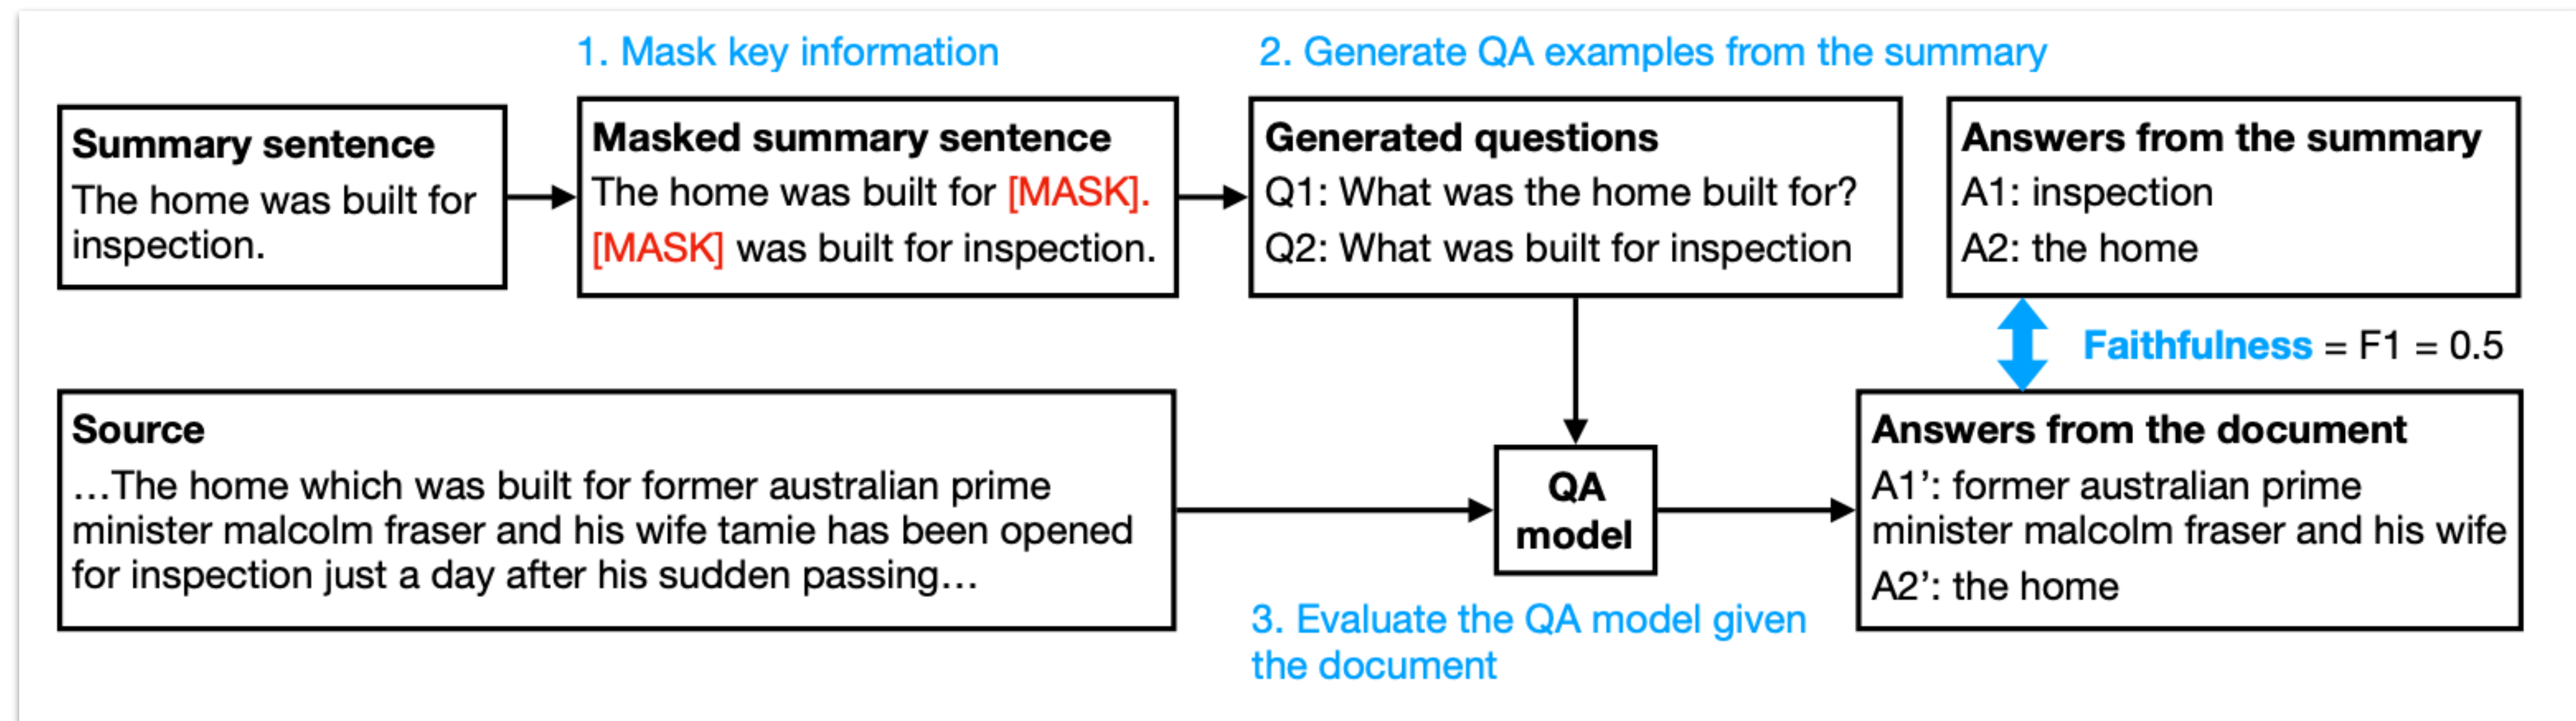 1. Mask key information
2. Generate QA examples from the summary
Summary sentence
The home was built for
inspection.
Masked summary sentence
The home was built for [MASK].
[MASK] was built for inspection.
Generated questions
Q1: What was the home built for?
Q2: What was built for inspection
Answers from the summary
A1: inspection
A2: the home
Faithfulness = F1 = 0.5
Source
...The home which was built for former australian prime
minister malcolm fraser and his wife tamie has been opened
for inspection just a day after his sudden passing...
QA
model
Answers from the document
A1’: former australian prime
minister malcolm fraser and his wife
A2’: the home
3. Evaluate the QA model given
the document